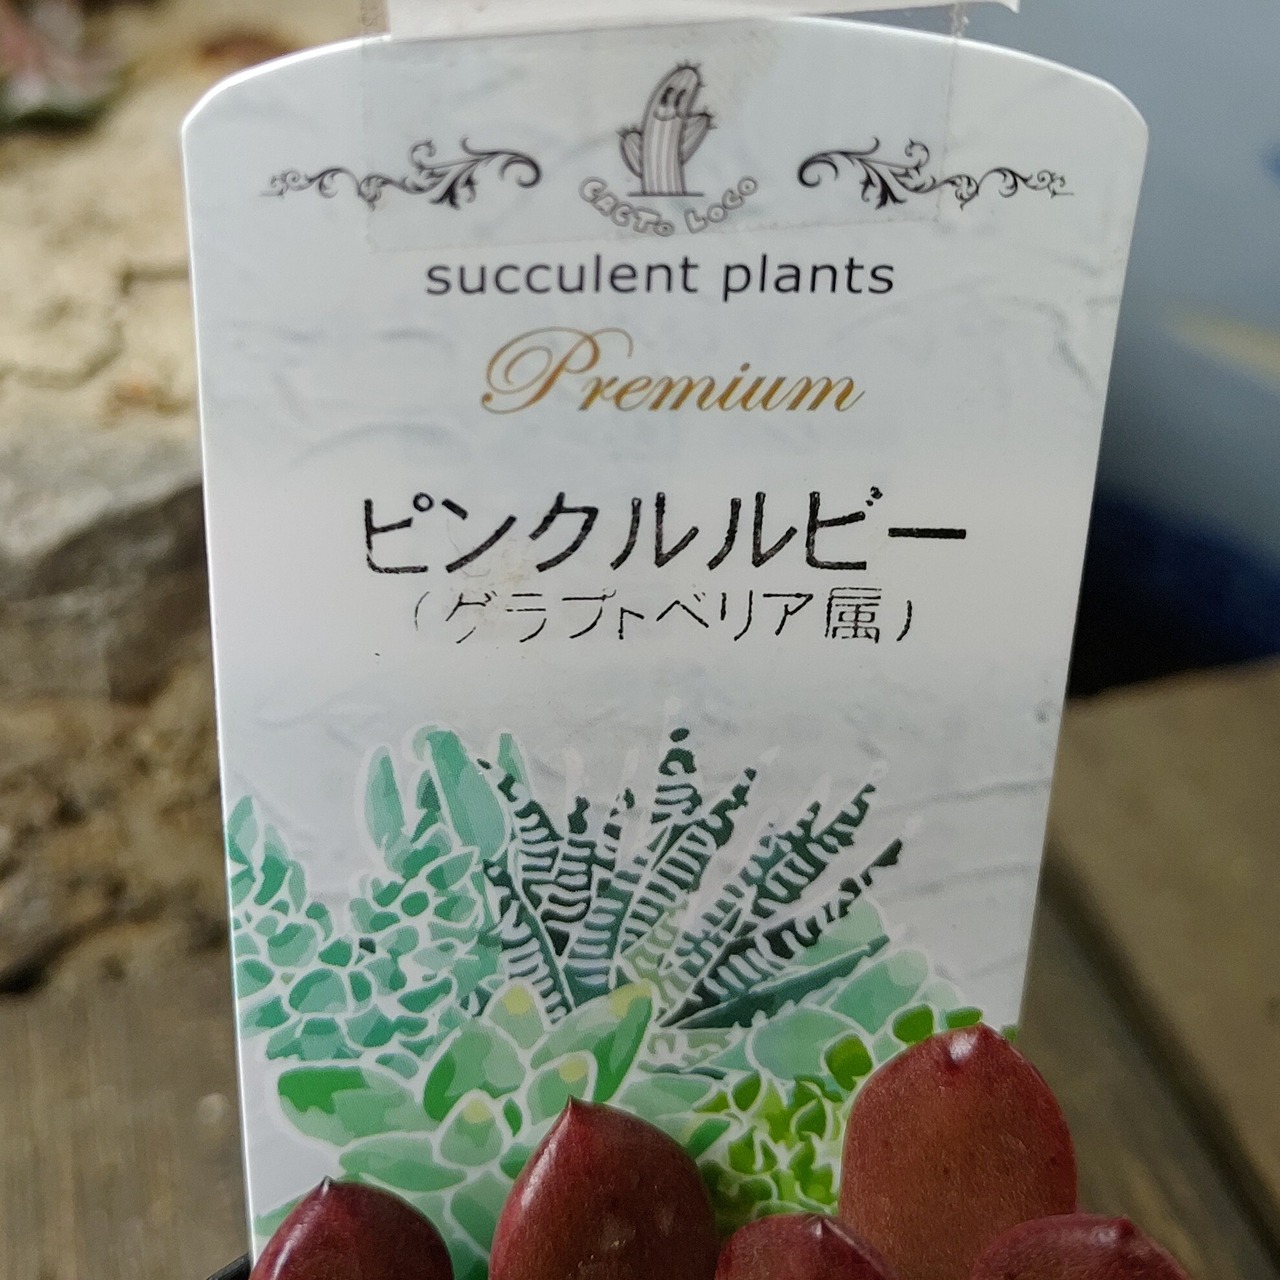 CACTO LOCO
succulent plants
Premium
ピンクルルビー
（グラプトベリア属）